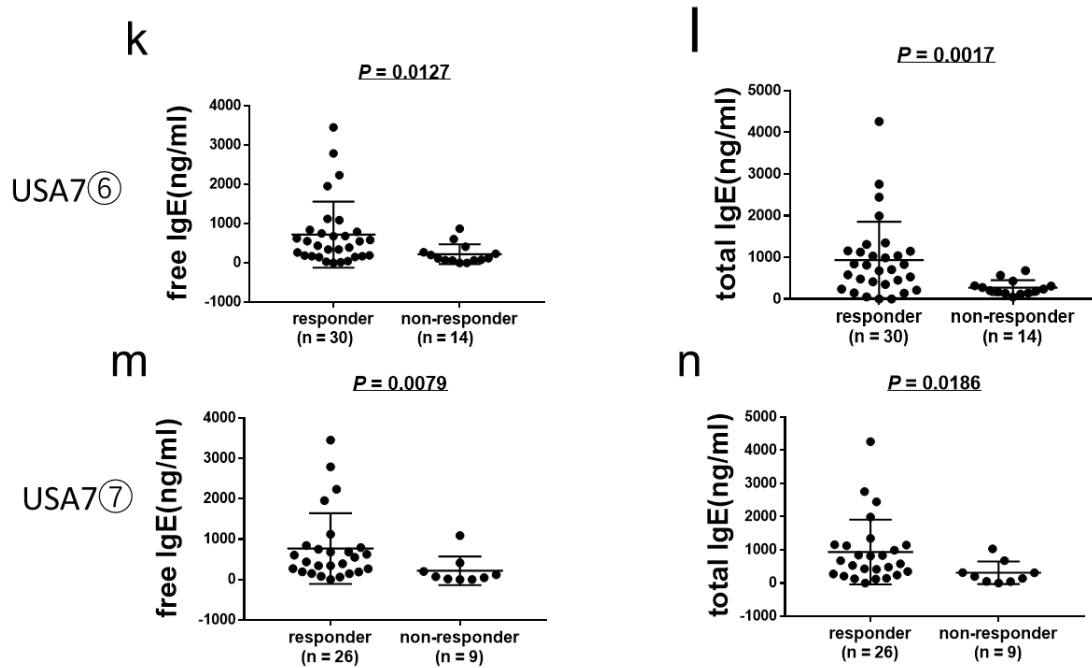 k
P = 0.0127
free IgE(ng/ml)
4000
3000
2000
1000
0
-1000
responder
(n = 30)
non-responder
(n = 14)
l
P = 0.0017
total IgE(ng/ml)
5000
4000
3000
2000
1000
0
responder
(n = 30)
non-responder
(n = 14)
USA7⑥
m
P = 0.0079
free IgE(ng/ml)
4000
3000
2000
1000
0
-1000
responder
(n = 26)
non-responder
(n = 9)
n
P = 0.0186
total IgE(ng/ml)
5000
4000
3000
2000
1000
0
-1000
responder
(n = 26)
non-responder
(n = 9)
USA7⑦